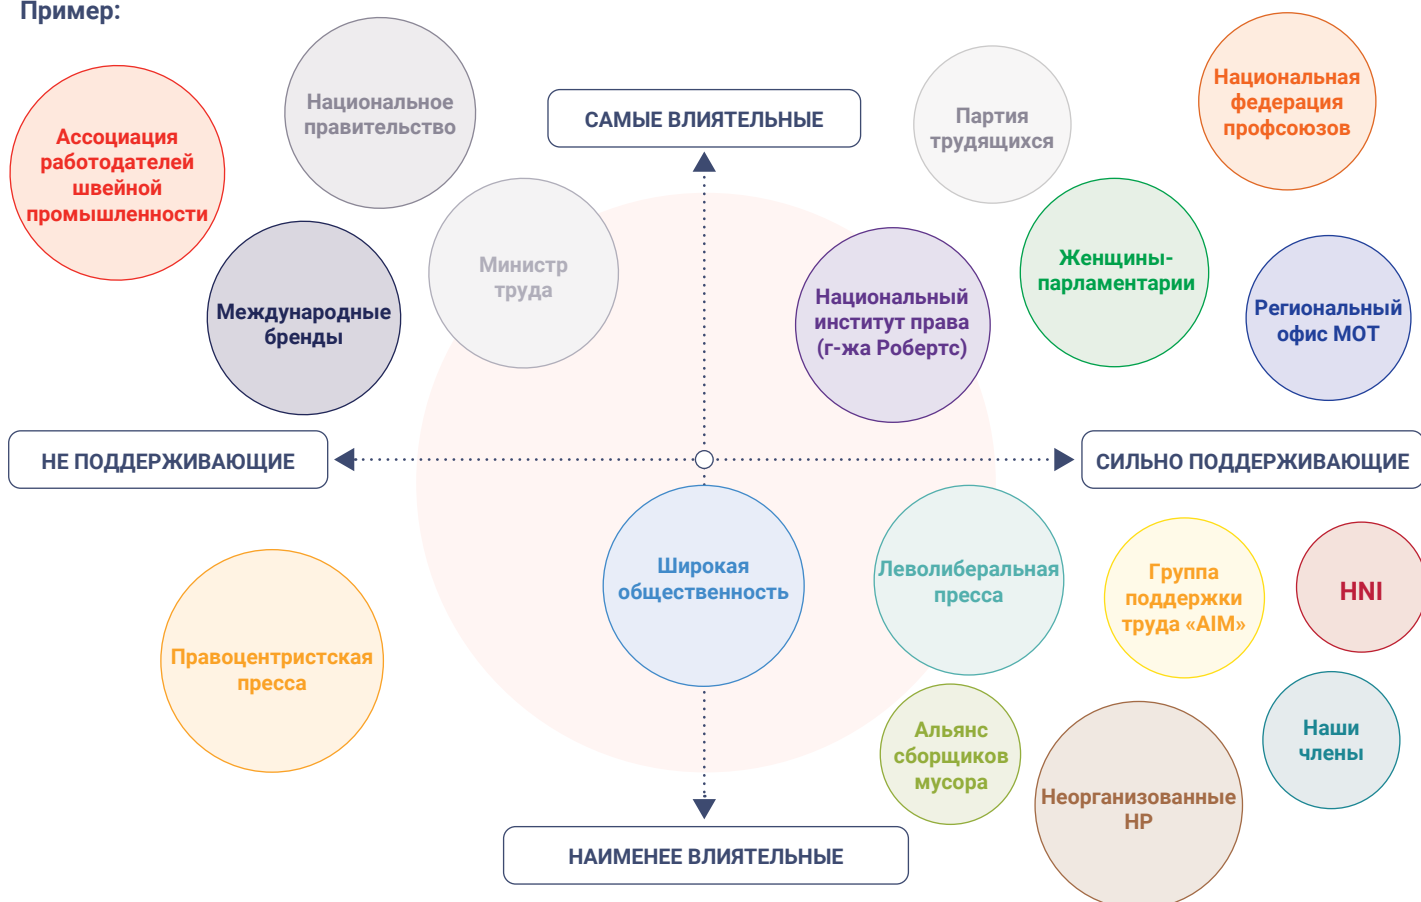 Пример:
Ассоциация
работодателей
швейной
промышленности
Национальное
правительство
САМЫЕ ВЛИЯТЕЛЬНЫЕ
Партия
трудящихся
Национальная
федерация
профсоюзов
Международные
бренды
Министр
труда
Национальный
институт права
(г-жа Робертс)
Женщины-
парламентарии
Региональный
офис МОТ
НЕ ПОДДЕРЖИВАЮЩИЕ
СИЛЬНО ПОДДЕРЖИВАЮЩИЕ
Правоцентристская
пресса
Широкая
общественность
Леволиберальная
пресса
Группа
поддержки
труда «AIM»
HNI
Альянс
сборщиков
мусора
Неорганизованные
НР
Наши
члены
НАИМЕНЕЕ ВЛИЯТЕЛЬНЫЕ